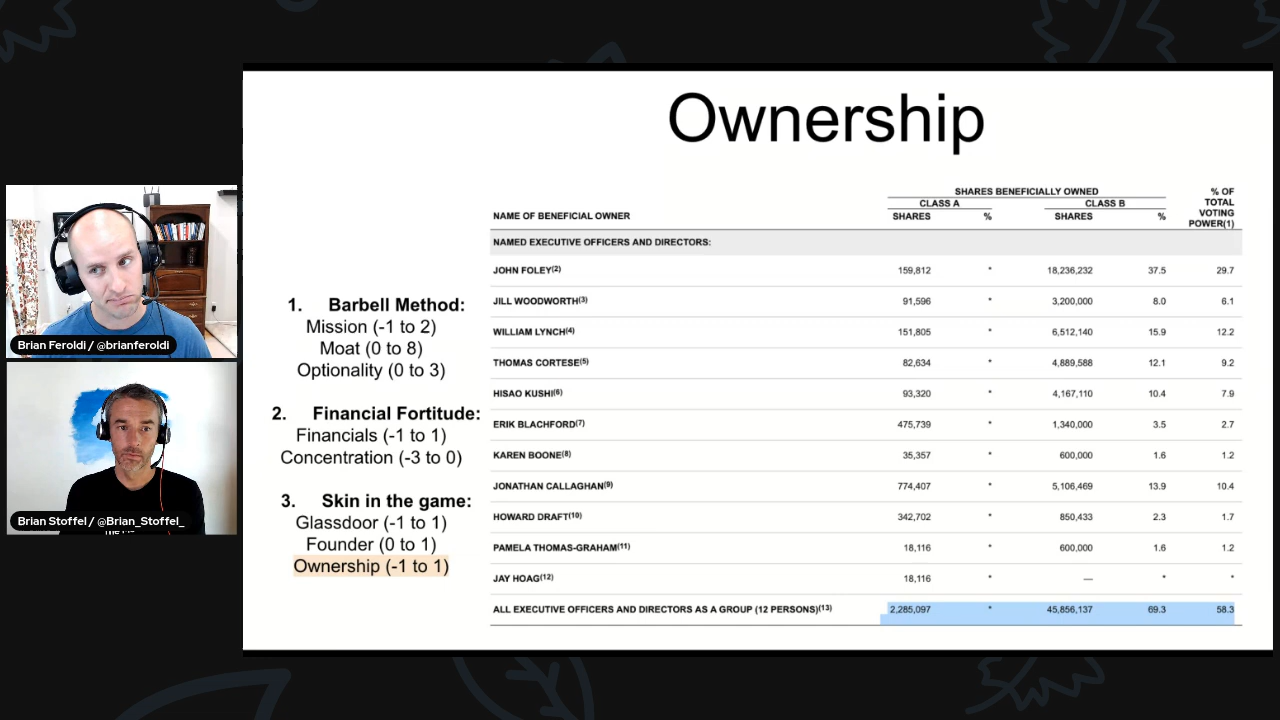 Ownership
Brian Feroldi / @brianferoldi
Brian Stoffel / @Brian_Stoffel_
1. Barbell Method:
Mission (-1 to 2)
Moat (0 to 8)
Optionality (0 to 3)
2. Financial Fortitude:
Financials (-1 to 1)
Concentration (-3 to 0)
3. Skin in the game:
Glassdoor (-1 to 1)
Founder (0 to 1)
Ownership (-1 to 1)
SHARES BENEFICIALLY OWNED
% OF TOTAL VOTING POWER(1)
CLASS A CLASS B
NAME OF BENEFICIAL OWNER SHARES % SHARES %
NAMED EXECUTIVE OFFICERS AND DIRECTORS:
JOHN FOLEY(2) 159,812 * 18,236,232 37.5 29.7
JILL WOODWORTH(3) 91,596 * 3,200,000 8.0 6.1
WILLIAM LYNCH(4) 151,805 * 6,512,140 15.9 12.2
THOMAS CORTESE(5) 82,634 * 4,889,588 12.1 9.2
HISAO KUSHI(6) 93,320 * 4,167,110 10.4 7.9
ERIK BLACHFORD(7) 475,739 * 1,340,000 3.5 2.7
KAREN BOONE(8) 35,357 * 600,000 1.6 1.2
JONATHAN CALLAGHAN(9) 774,407 * 5,106,469 13.9 10.4
HOWARD DRAFT(10) 342,702 * 850,433 2.3 1.7
PAMELA THOMAS-GRAHAM(11) 18,116 * 600,000 1.6 1.2
JAY HOAG(12) 18,116 * — * *
ALL EXECUTIVE OFFICERS AND DIRECTORS AS A GROUP (12 PERSONS)(13) 2,285,097 * 45,856,137 69.3 58.3